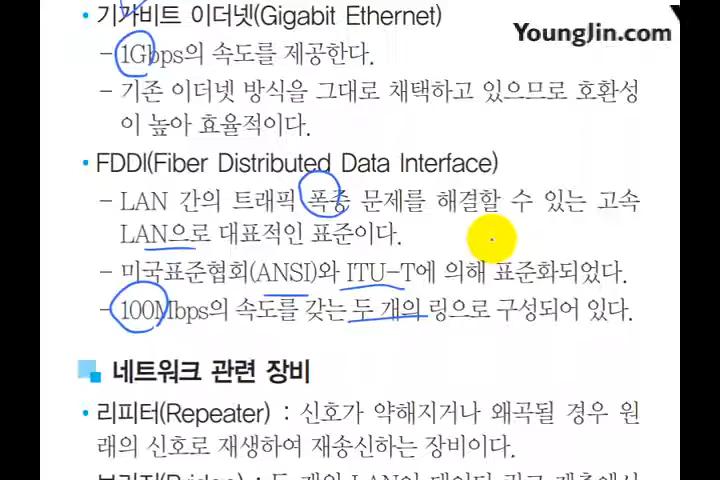 • 기가비트 이더넷(Gigabit Ethernet)
YoungJin.com
– 1Gbps의 속도를 제공한다.
– 기존 이더넷 방식을 그대로 채택하고 있으므로 호환성
이 높아 효율적이다.
• FDDI(Fiber Distributed Data Interface)
– LAN 간의 트래픽 폭증 문제를 해결할 수 있는 고속
LAN으로 대표적인 표준이다.
– 미국표준협회(ANSI)와 ITU-T에 의해 표준화되었다.
– 100Mbps의 속도를 갖는 두 개의 링으로 구성되어 있다.
네트워크 관련 장비
• 리피터(Repeater) : 신호가 약해지거나 왜곡될 경우 원
래의 신호로 재생하여 재송신하는 장비이다.